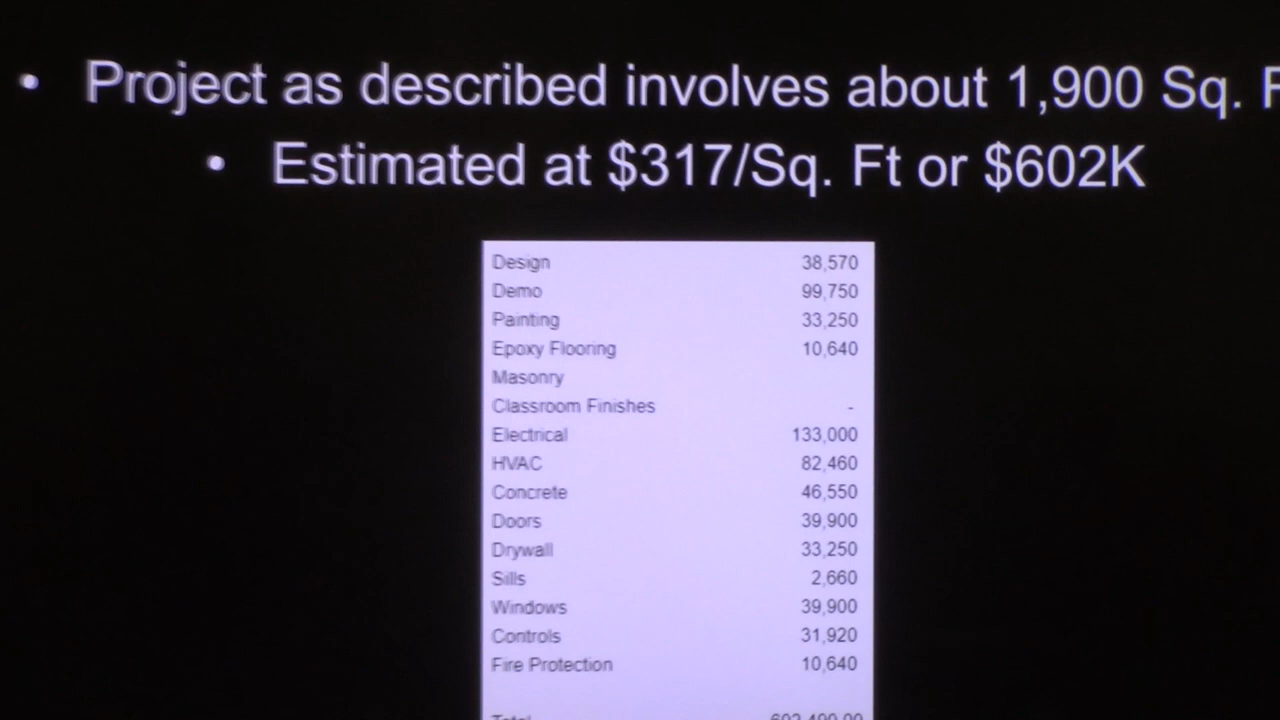 • Project as described involves about 1,900 Sq.
• Estimated at $317/Sq. Ft or $602K
Design 38,570
Demo 99,750
Painting 33,250
Epoxy Flooring 10,640
Masonry
Classroom Finishes -
Electrical 133,000
HVAC 82,460
Concrete 46,550
Doors 39,900
Drywall 33,250
Sills 2,660
Windows 39,900
Controls 31,920
Fire Protection 10,640
Total